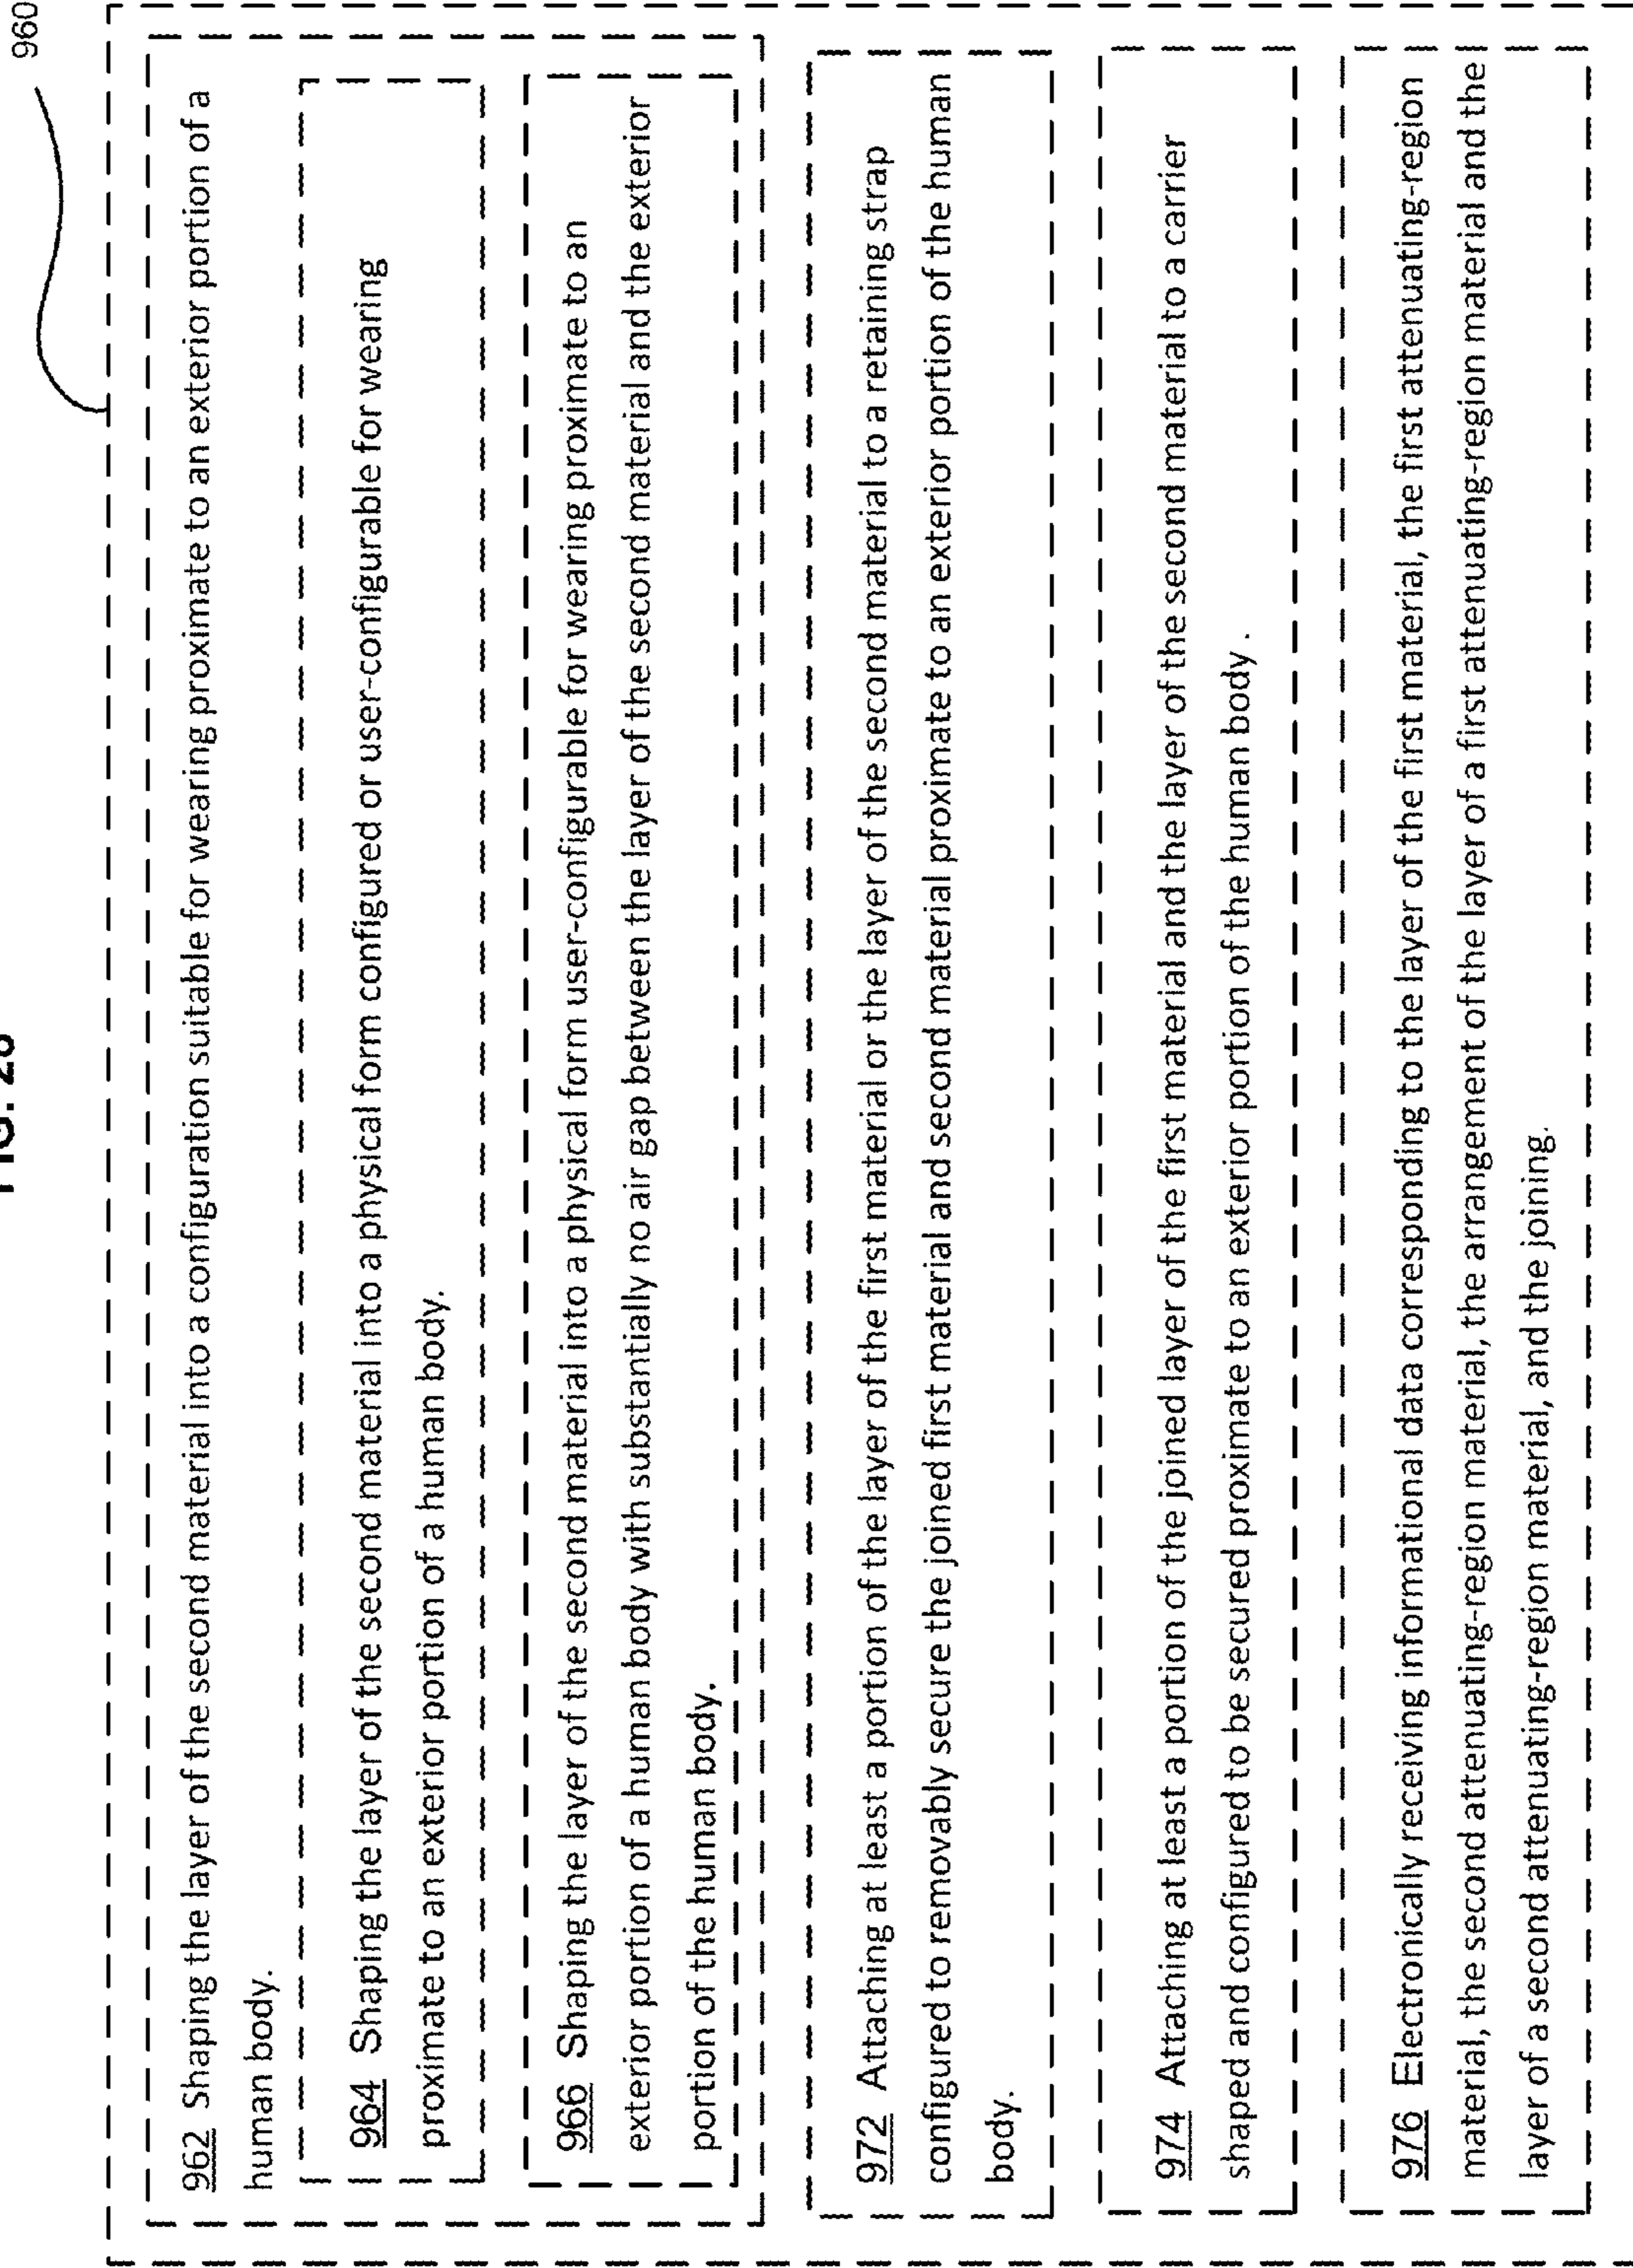 960
962 Shaping the layer of the second material into a configuration suitable for wearing proximate to an exterior portion of a
human body.
964 Shaping the layer of the second material into a physical form configured or user-configurable for wearing
proximate to an exterior portion of a human body.
966 Shaping the layer of the second material into a physical form user-configurable for wearing proximate to an
exterior portion of a human body with substantially no air gap between the layer of the second material and the exterior
portion of the human body.
972 Attaching at least a portion of the layer of the first material or the layer of the second material to a retaining strap
configured to removably secure the joined first material and second material proximate to an exterior portion of the human
body.
974 Attaching at least a portion of the joined layer of the first material and the layer of the second material to a carrier
shaped and configured to be secured proximate to an exterior portion of the human body .
976 Electronically receiving informational data corresponding to the layer of the first material, the first attenuating-region
material, the second attenuating-region material, the arrangement of the layer of a first attenuating-region material and the
layer of a second attenuating-region material, and the joining.